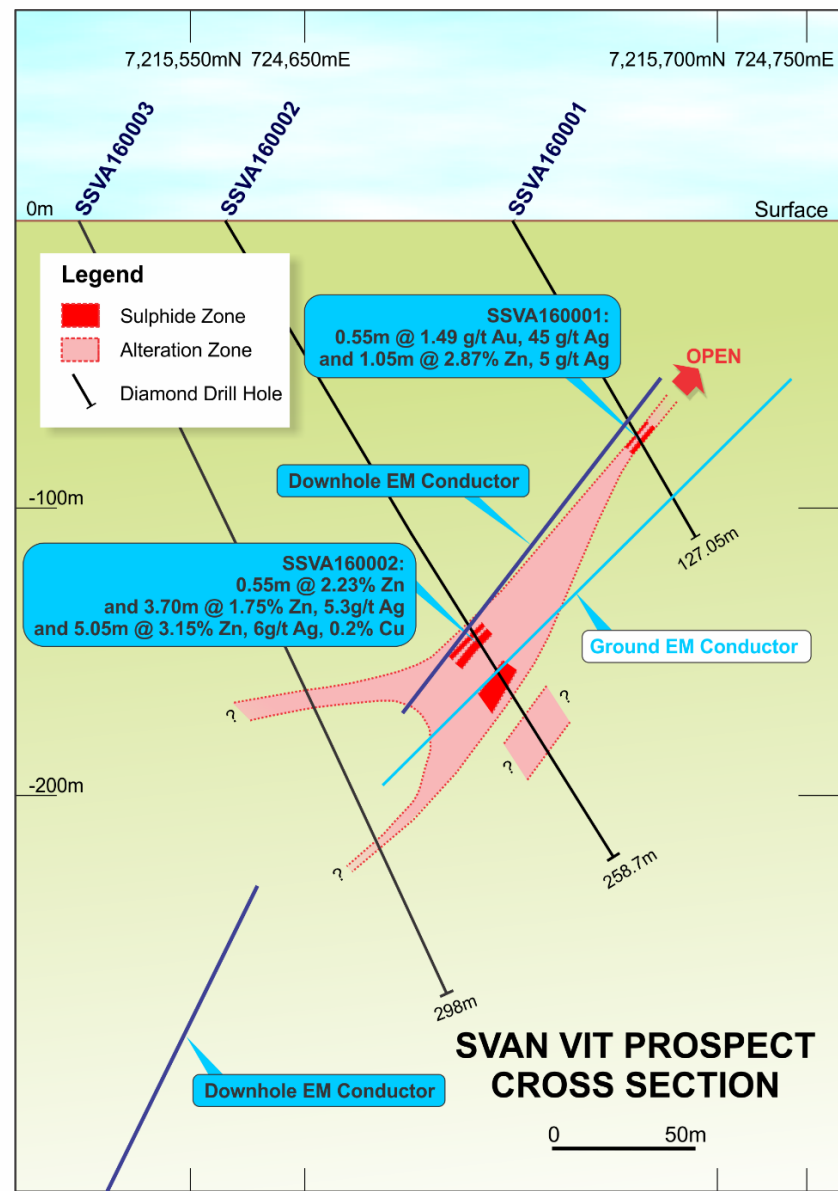 7,215,550mN 724,650mE
7,215,700mN 724,750mE
SSVA160003
SSVA160002
SSVA160001
0m
Surface
Legend
Sulphide Zone
Alteration Zone
Diamond Drill Hole
SSVA160001:
0.55m @ 1.49 g/t Au, 45 g/t Ag
and 1.05m @ 2.87% Zn, 5 g/t Ag
OPEN
Downhole EM Conductor
-100m
127.05m
SSVA160002:
0.55m @ 2.23% Zn
and 3.70m @ 1.75% Zn, 5.3g/t Ag
and 5.05m @ 3.15% Zn, 6g/t Ag, 0.2% Cu
Ground EM Conductor
?
?
?
-200m
?
258.7m
298m
SVAN VIT PROSPECT
CROSS SECTION
Downhole EM Conductor
0 50m